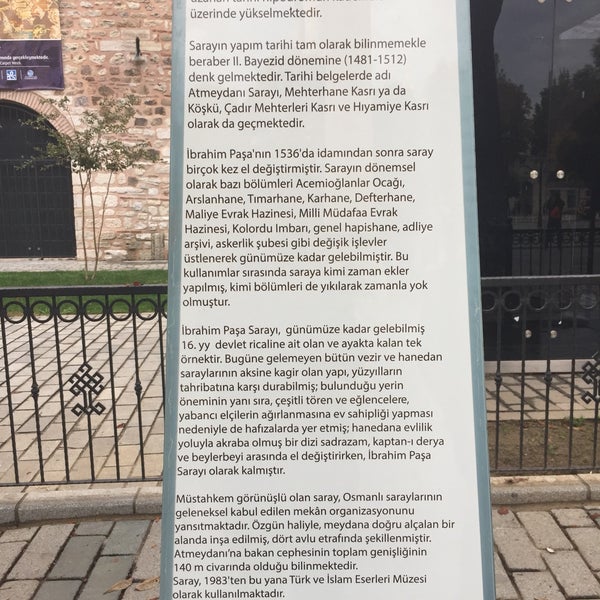 üzerinde yükselmektedir.
Sarayın yapım tarihi tam olarak bilinmemekle
beraber II. Bayezid dönemine (1481-1512)
denk gelmektedir. Tarihi belgelerde adı
Atmeydanı Sarayı, Mehterhane Kasrı ya da
Köşkü, Çadır Mehterleri Kasrı ve Hıyamiye Kasrı
olarak da geçmektedir.
İbrahim Paşa'nın 1536'da idamından sonra saray
birçok kez el değiştirmiştir. Sarayın dönemsel
olarak bazı bölümleri Acemioğlanlar Ocağı,
Arslanhane, Tımarhane, Karhane, Defterhane,
Maliye Evrak Hazinesi, Milli Müdafaa Evrak
Hazinesi, Kolordu Imbarı, genel hapishane, adliye
arşivi, askerlik şubesi gibi değişik işlevler
üstlenerek günümüze kadar gelebilmiştir. Bu
kullanımlar sırasında saraya kimi zaman ekler
yapılmış, kimi bölümleri de yıkılarak zamanla yok
olmuştur.
İbrahim Paşa Sarayı, günümüze kadar gelebilmiş
16. yy devlet ricaline ait olan ve ayakta kalan tek
örnektir. Bugüne gelemeyen bütün vezir ve hanedan
saraylarının aksine kagir olan yapı, yüzyılların
tahribatına karşı durabilmiş; bulunduğu yerin
öneminin yanı sıra, çeşitli tören ve eğlencelere,
yabancı elçilerin ağırlanmasına ev sahipliği yapması
nedeniyle de hafızalarda yer etmiş; hanedana evlilik
yoluyla akraba olmuş bir dizi sadrazam, kaptan-ı derya
ve beylerbeyi arasında el değiştirirken, İbrahim Paşa
Sarayı olarak kalmıştır.
Müstahkem görünüşlü olan saray, Osmanlı saraylarının
geleneksel kabul edilen mekân organizasyonunu
yansıtmaktadır. Özgün haliyle, meydana doğru alçalan bir
alanda inşa edilmiş, dört avlu etrafında şekillenmiştir.
Atmeydanı'na bakan cephesinin toplam genişliğinin
140 m civarında olduğu bilinmektedir.
Saray, 1983'ten bu yana Türk ve İslam Eserleri Müzesi
olarak kullanılmaktadır.